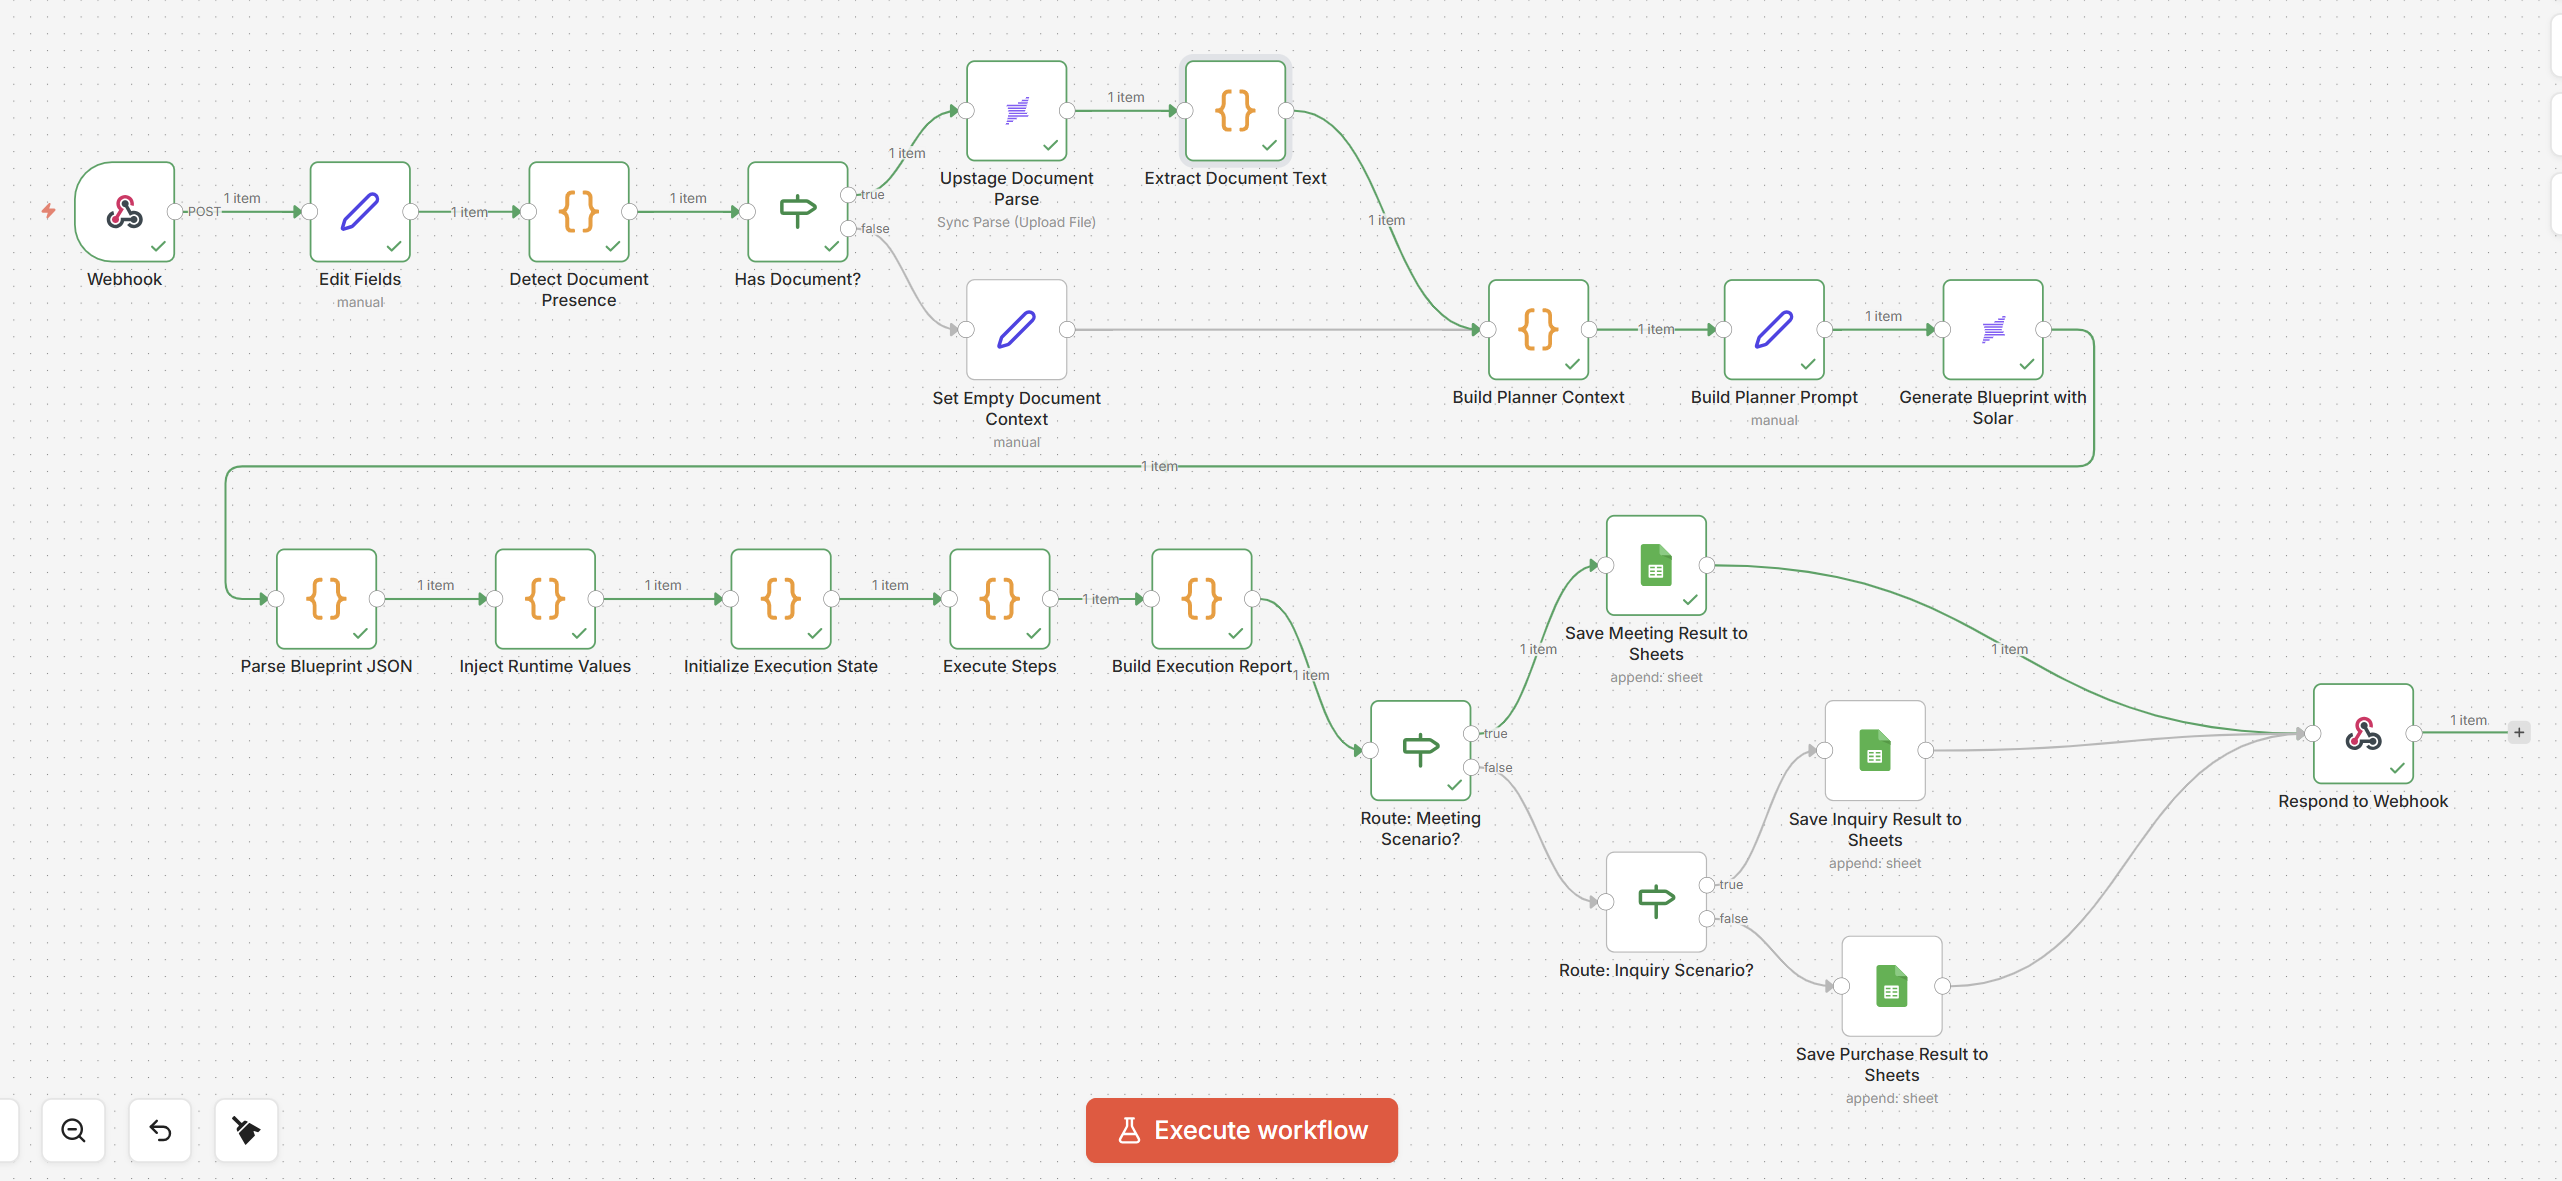 Upstage Document
Parse
Sync Parse (Upload File)
1 item
Extract Document Text
1 item
1 item
Webhook
POST
1 item
Edit Fields
manual
1 item
Detect Document
Presence
1 item
Has Document?
true
false
Set Empty Document
Context
manual
Build Planner Context
1 item
Build Planner Prompt
manual
1 item
Generate Blueprint with
Solar
1 item
Parse Blueprint JSON
1 item
Inject Runtime Values
1 item
Initialize Execution State
1 item
Execute Steps
1 item
Build Execution Report
1 item
Route: Meeting
Scenario?
true
false
1 item
Save Meeting Result to
Sheets
append: sheet
1 item
Route: Inquiry Scenario?
true
false
Save Inquiry Result to
Sheets
append: sheet
Save Purchase Result to
Sheets
append: sheet
Respond to Webhook
1 item
Execute workflow